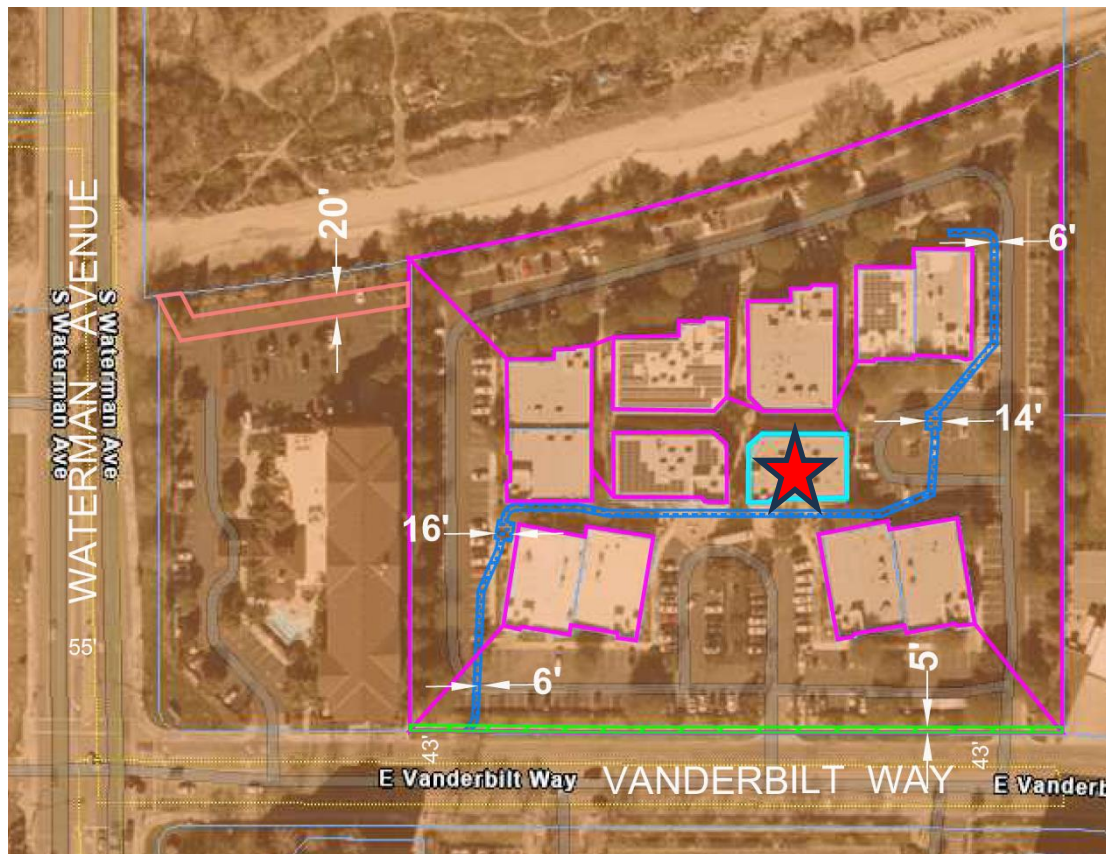 WATERMAN AVENUE
S Waterman Ave
S Waterman Ave
20'
6'
14'
16'
55'
6'
5'
43'
43'
E Vanderbilt Way
VANDERBILT WAY
E Vanderb